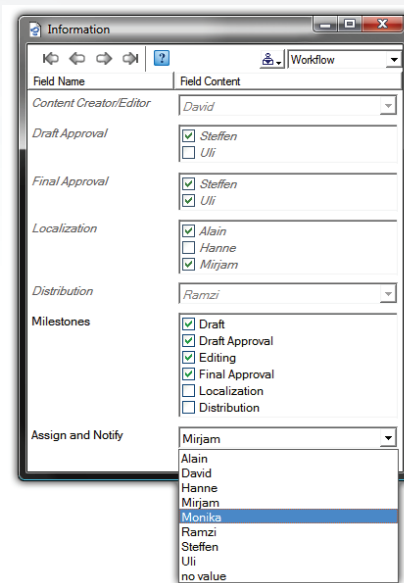 Information
? Workflow
Field Name Field Content
Content Creator/Editor David
Draft Approval Steffen
Uli
Final Approval Steffen
Uli
Localization Alain
Hanne
Mirjam
Distribution Ramzi
Milestones Draft
Draft Approval
Editing
Final Approval
Localization
Distribution
Assign and Notify Mirjam
Alain
David
Hanne
Mirjam
Monika
Ramzi
Steffen
Uli
no value